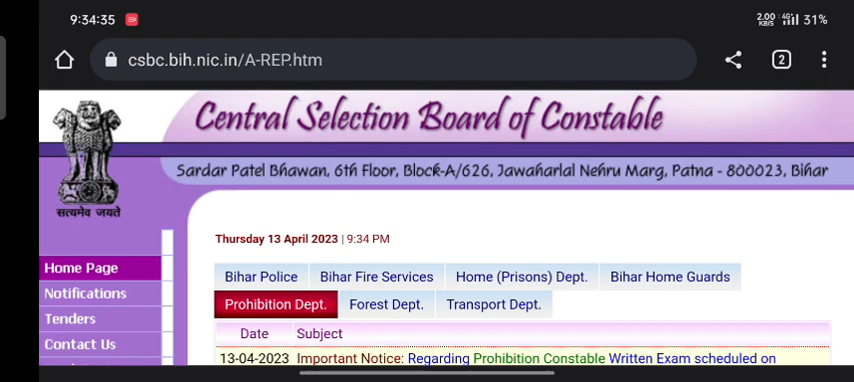 9:34:35 2.00 KB/S 4G+ 31%
csbc.bih.nic.in/A-REP.htm 2
Central Selection Board of Constable
Sardar Patel Bhawan, 6th Floor, Block-A/626, Jawaharlal Nehru Marg, Patna - 800023, Bihar
सत्यमेव जयते
Thursday 13 April 2023 | 9:34 PM
Home Page
Notifications
Tenders
Contact Us
Bihar Police Bihar Fire Services Home (Prisons) Dept. Bihar Home Guards
Prohibition Dept. Forest Dept. Transport Dept.
Date Subject
13-04-2023 Important Notice: Regarding Prohibition Constable Written Exam scheduled on